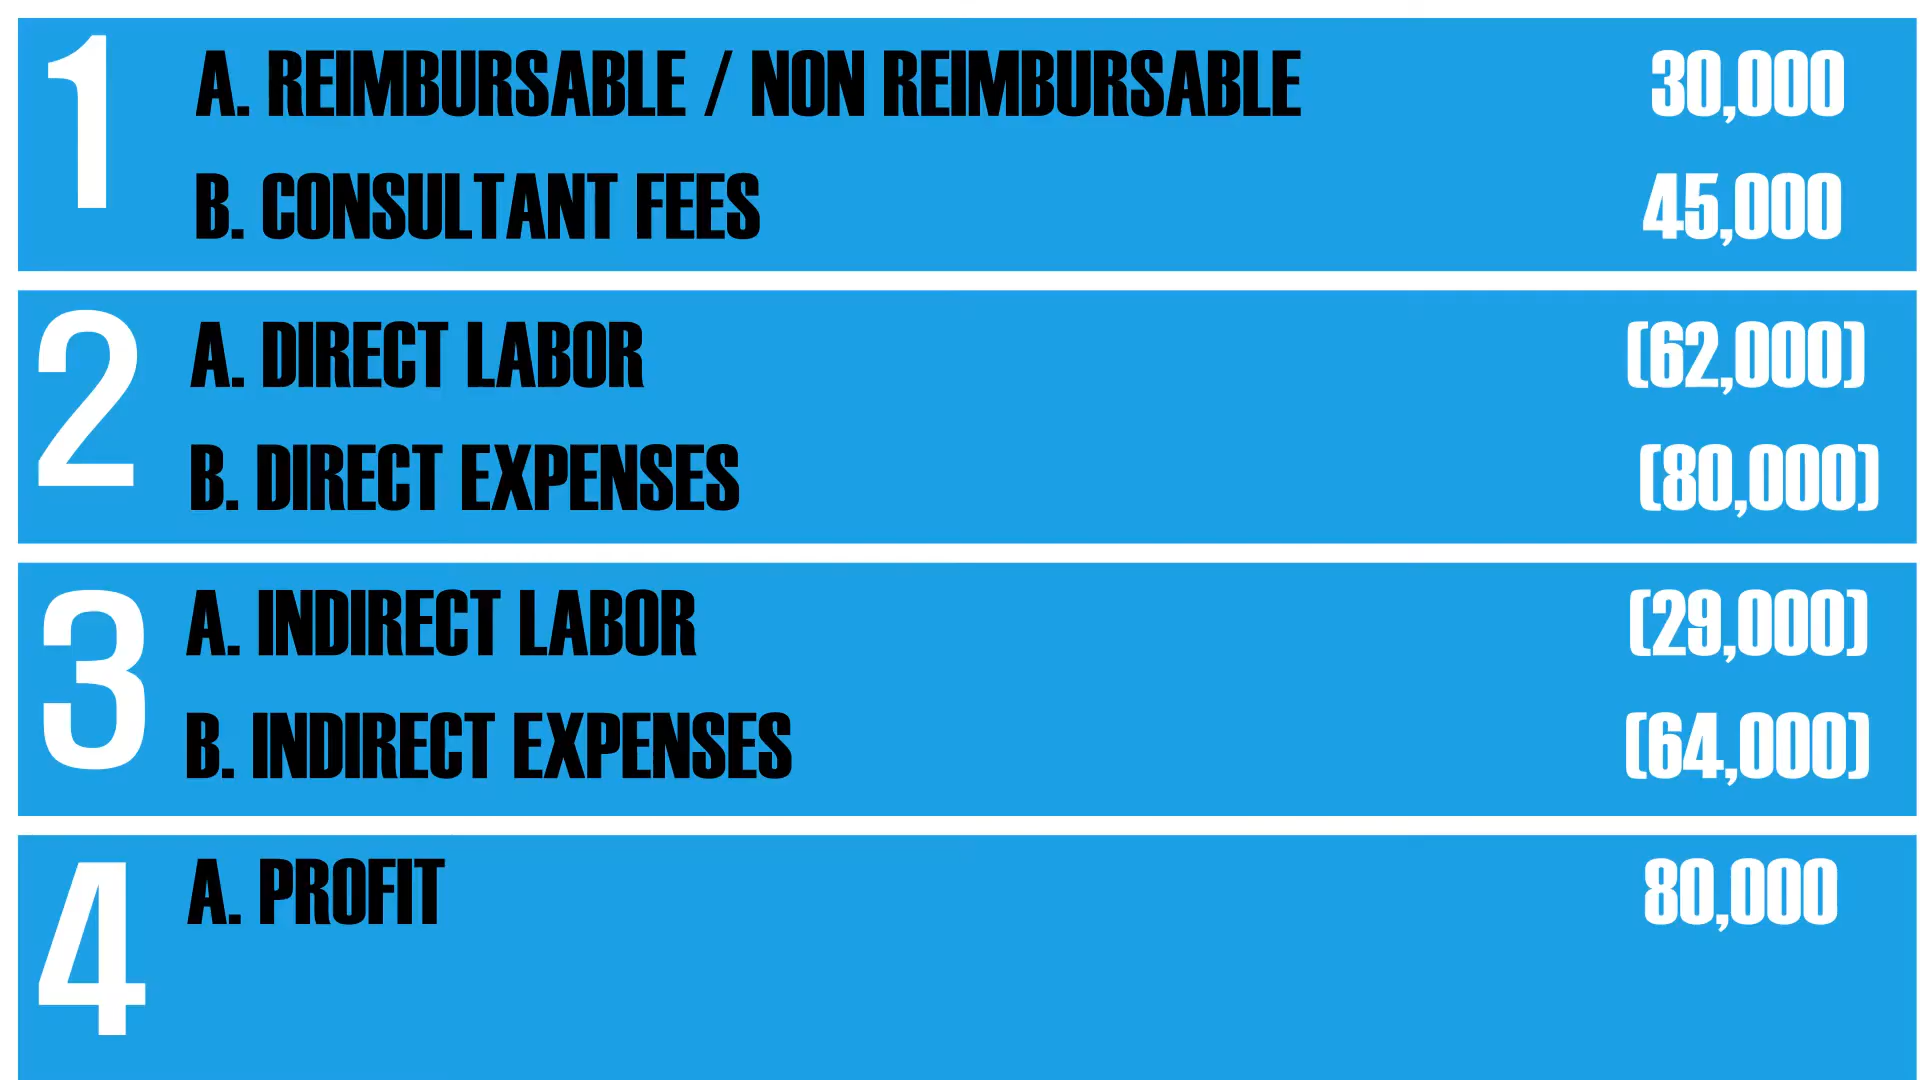 1
A. REIMBURSABLE / NON REIMBURSABLE 30,000
B. CONSULTANT FEES 45,000
2
A. DIRECT LABOR (62,000)
B. DIRECT EXPENSES (80,000)
3
A. INDIRECT LABOR (29,000)
B. INDIRECT EXPENSES (64,000)
4
A. PROFIT 80,000